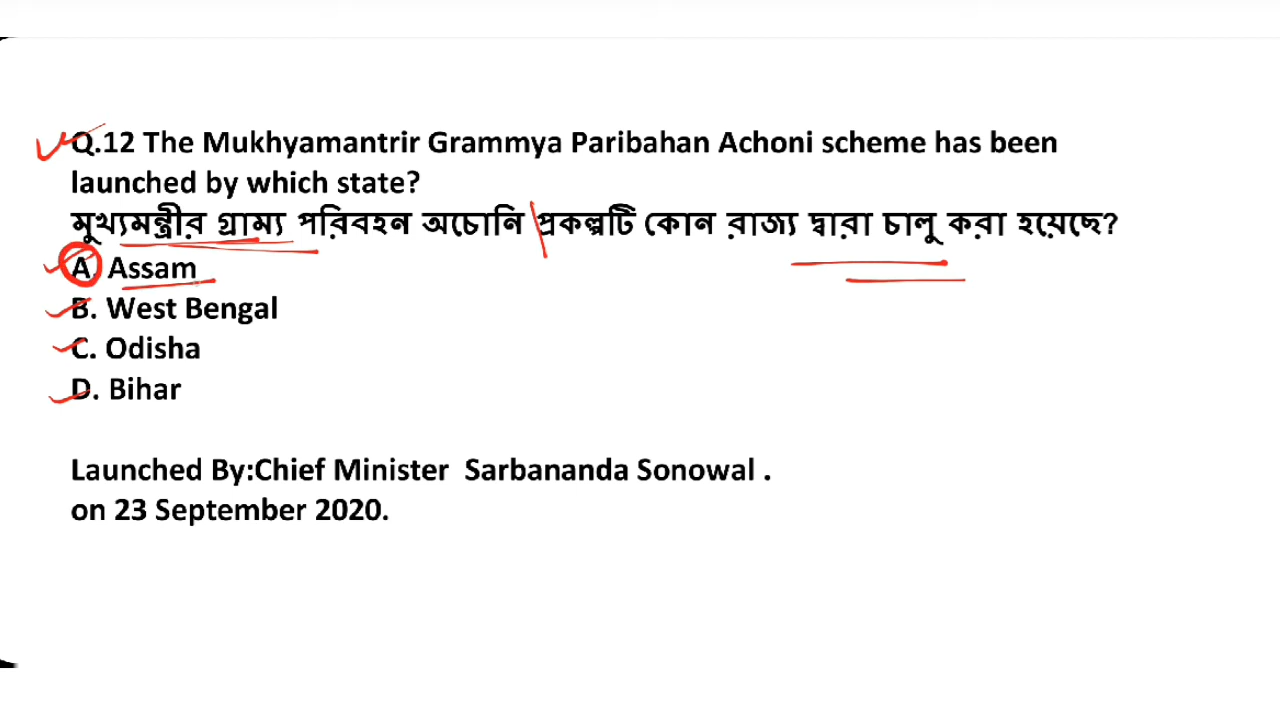 Q.12 The Mukhyamantrir Grammya Paribahan Achoni scheme has been
launched by which state?
মুখ্যমন্ত্রীর গ্রাম্য পরিবহন অচোনি প্রকল্পটি কোন রাজ্য দ্বারা চালু করা হয়েছে?
A. Assam
B. West Bengal
C. Odisha
D. Bihar
Launched By:Chief Minister Sarbananda Sonowal .
on 23 September 2020.